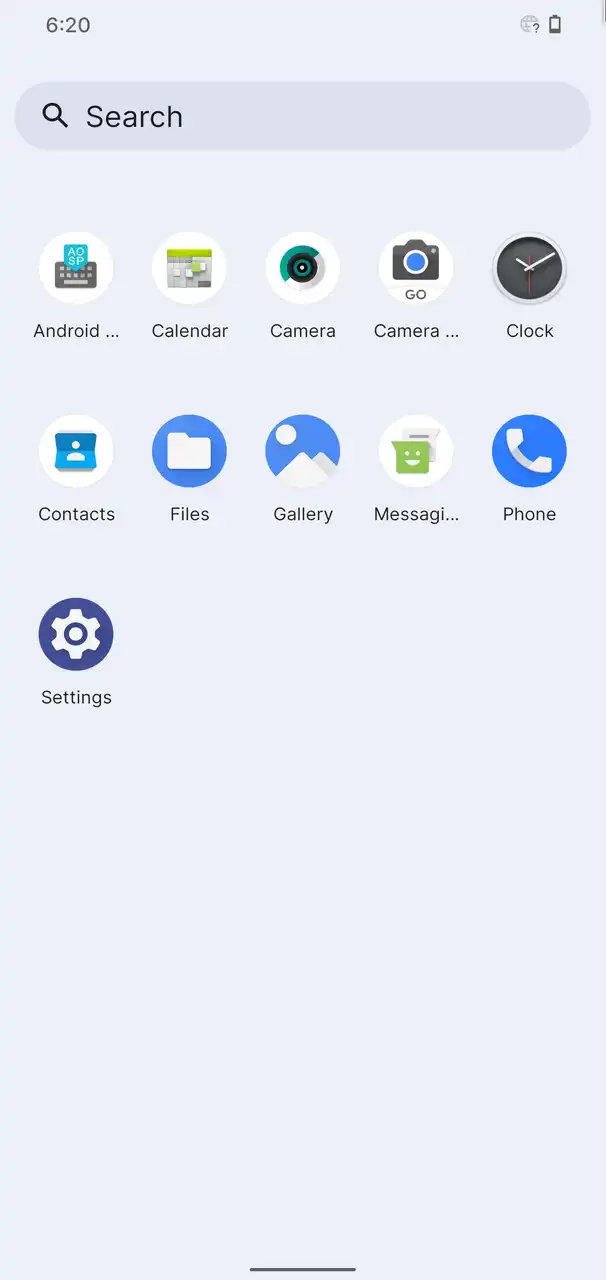 6:20
Search
AO
SP
GO
Android ...
Calendar
Camera
Camera ...
Clock
Contacts
Files
Gallery
Messagi...
Phone
Settings